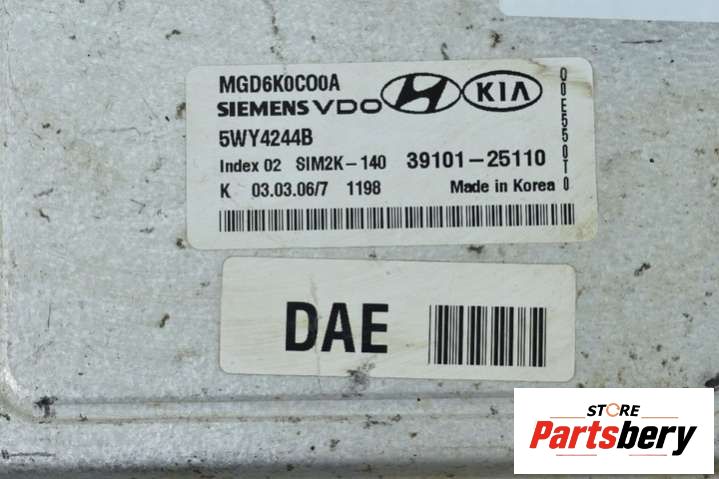 MGD6K0C00A
SIEMENS VDO KIA
5WY4244B
Index 02 SIM2K-140 39101-25110
K 03.03.06/7 1198 Made in Korea
00E550T0
DAE
STORE
Partsbery